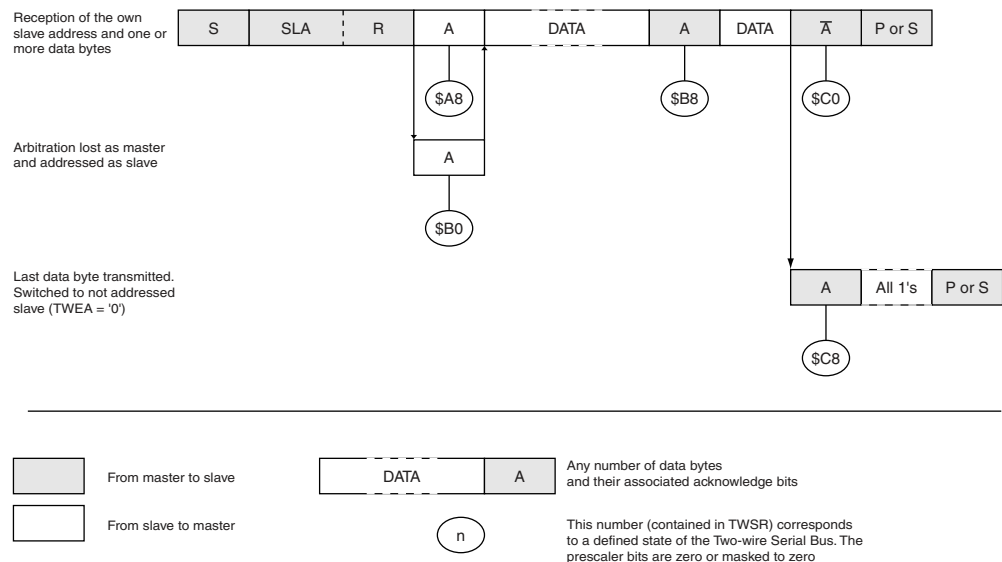 Reception of the own
slave address and one or
more data bytes
S SLA R A DATA A DATA A̅ P or S
$A8 $B8 $C0
Arbitration lost as master
and addressed as slave
A
$B0
Last data byte transmitted.
Switched to not addressed
slave (TWEA = '0')
A All 1's P or S
$C8
From master to slave
DATA A
Any number of data bytes
and their associated acknowledge bits
From slave to master
n
This number (contained in TWSR) corresponds
to a defined state of the Two-wire Serial Bus. The
prescaler bits are zero or masked to zero